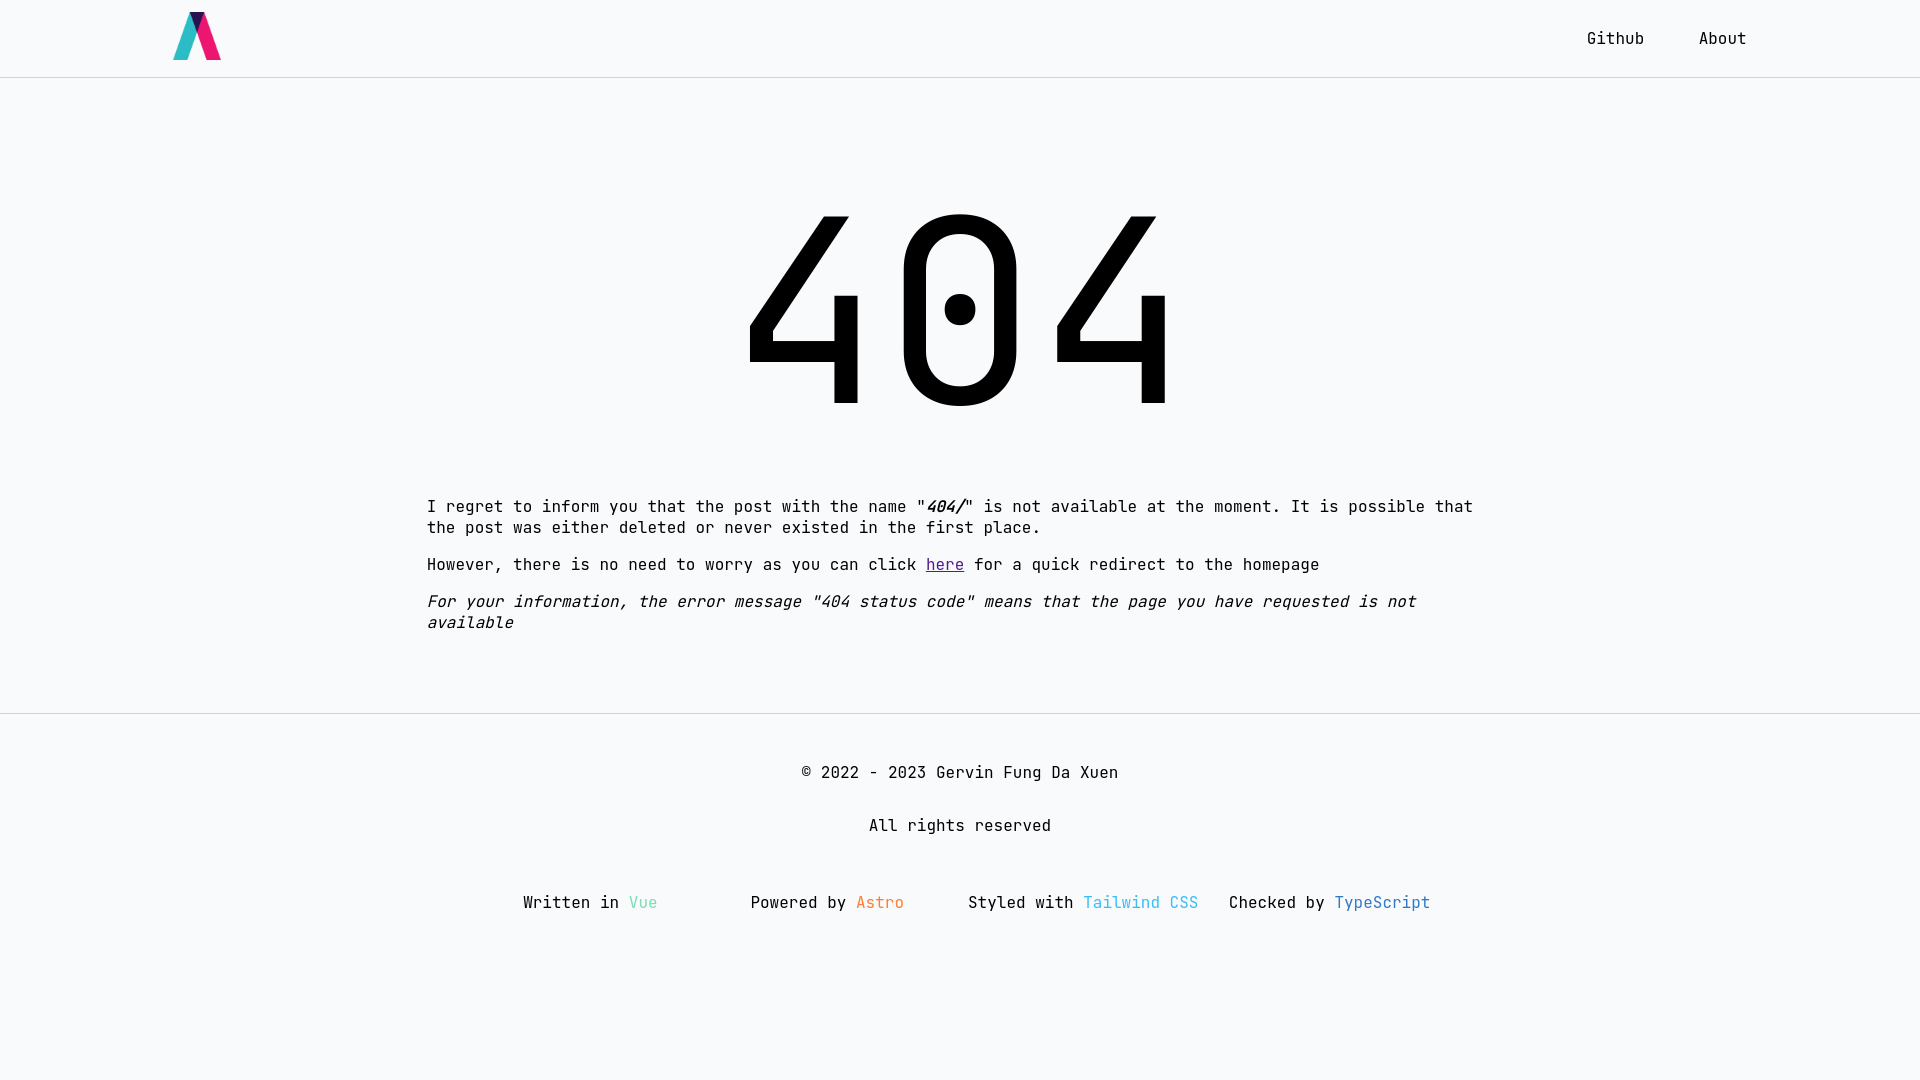 Github About
404
I regret to inform you that the post with the name "404/" is not available at the moment. It is possible that
the post was either deleted or never existed in the first place.
However, there is no need to worry as you can click here for a quick redirect to the homepage
For your information, the error message "404 status code" means that the page you have requested is not
available
© 2022 - 2023 Gervin Fung Da Xuen
All rights reserved
Written in Vue Powered by Astro Styled with Tailwind CSS Checked by TypeScript